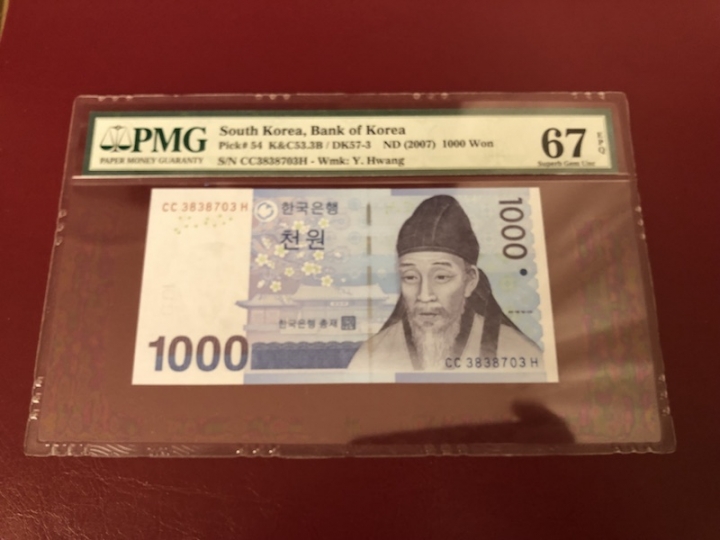 PMG
PAPER MONEY GUARANTY
South Korea, Bank of Korea
Pick# 54 K&C53.3B / DK57-3 ND (2007) 1000 Won
S/N CC3838703H - Wmk: Y. Hwang
67 EPQ
Superb Gem Unc
CC 3838703 H
한국은행
천 원
1000
한국은행 총재
1000
CC 3838703 H